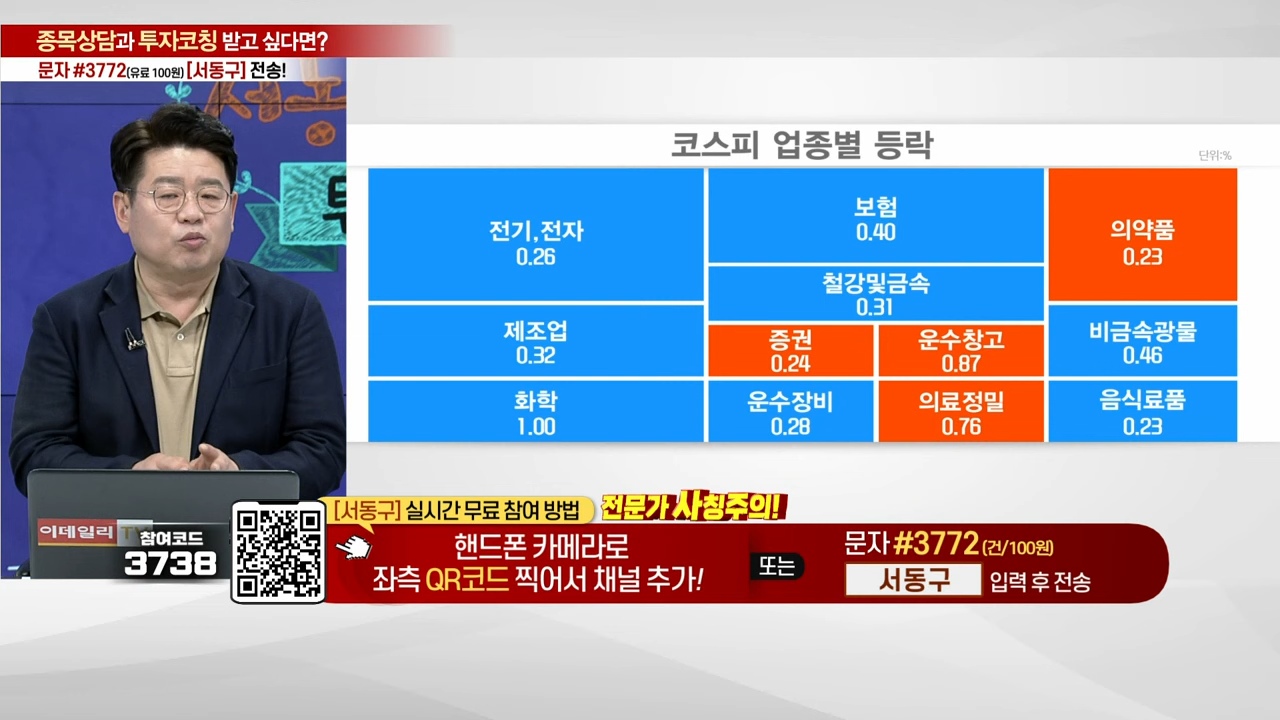 종목상담과 투자코칭 받고 싶다면?
문자 #3772(유료 100원) [서동구] 전송!
코스피 업종별 등락
단위:%
전기,전자
0.26
보험
0.40
의약품
0.23
철강및금속
0.31
제조업
0.32
증권
0.24
운수창고
0.87
비금속광물
0.46
화학
1.00
운수장비
0.28
의료정밀
0.76
음식료품
0.23
이데일리 TV
참여코드
3738
[서동구] 실시간 무료 참여 방법
전문가 사칭주의!
핸드폰 카메라로
좌측 QR코드 찍어서 채널 추가!
또는
문자 #3772 (건/100원)
서동구 입력 후 전송